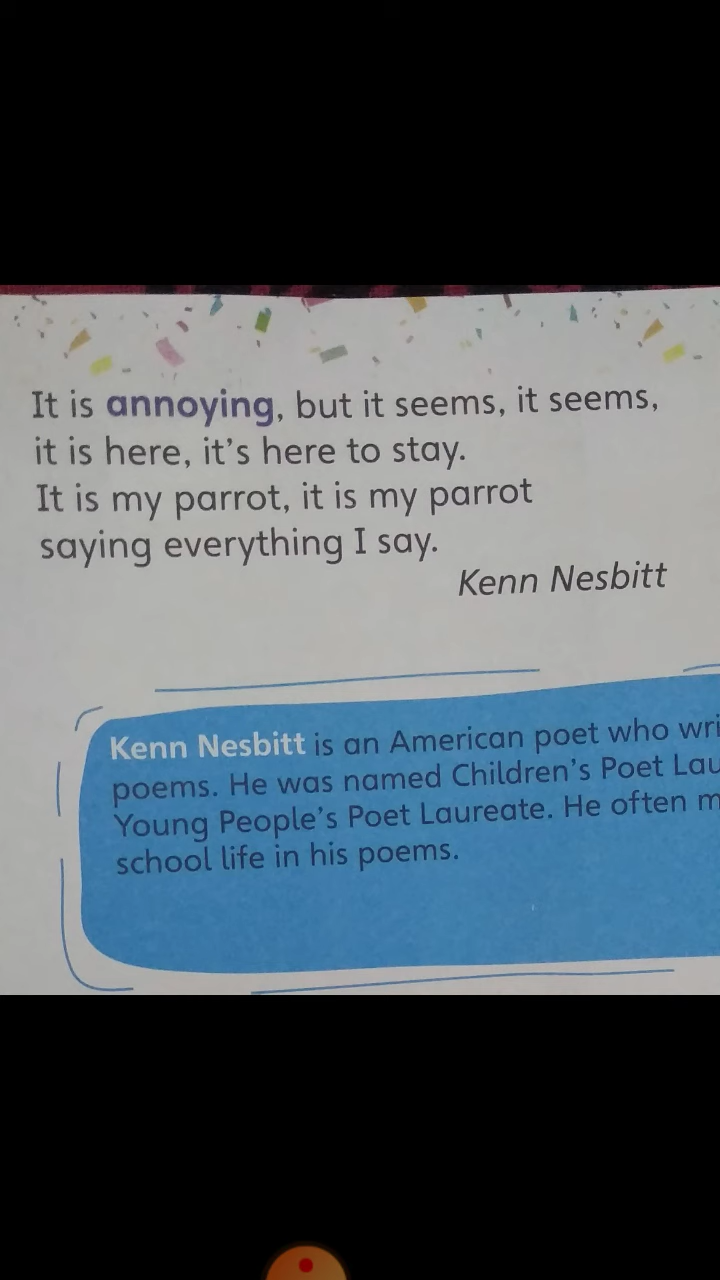 It is annoying, but it seems, it seems,
it is here, it's here to stay.
It is my parrot, it is my parrot
saying everything I say.
Kenn Nesbitt
Kenn Nesbitt is an American poet who
poems. He was named Children's Poet
Young People's Poet Laureate. He often
school life in his poems.